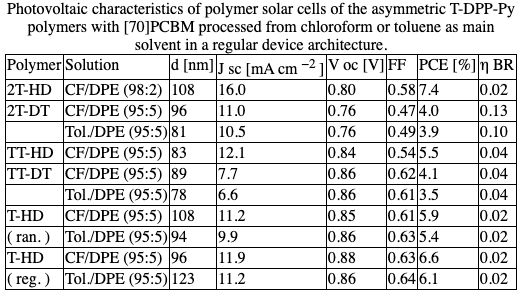 Photovoltaic characteristics of polymer solar cells of the asymmetric T-DPP-Py
polymers with [70]PCBM processed from chloroform or toluene as main
solvent in a regular device architecture.
Polymer Solution d [nm] J sc [mA cm −2 ] V oc [V] FF PCE [%] η BR
2T-HD CF/DPE (98:2) 108 16.0 0.80 0.58 7.4 0.02
2T-DT CF/DPE (95:5) 96 11.0 0.76 0.47 4.0 0.13
Tol./DPE (95:5) 81 10.5 0.76 0.49 3.9 0.10
TT-HD CF/DPE (95:5) 83 12.1 0.84 0.54 5.5 0.04
TT-DT CF/DPE (95:5) 89 7.7 0.86 0.62 4.1 0.04
Tol./DPE (95:5) 78 6.6 0.86 0.61 3.5 0.04
T-HD CF/DPE (95:5) 108 11.2 0.85 0.61 5.9 0.02
( ran. ) Tol./DPE (95:5) 94 9.9 0.86 0.63 5.4 0.02
T-HD CF/DPE (95:5) 96 11.9 0.88 0.63 6.6 0.02
( reg. ) Tol./DPE (95:5) 123 11.2 0.86 0.64 6.1 0.02